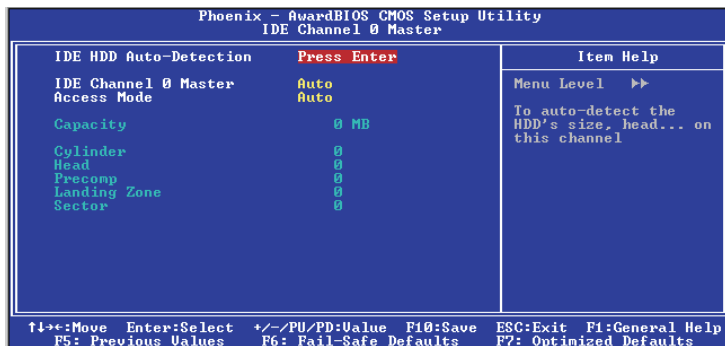 Phoenix - AwardBIOS CMOS Setup Utility
IDE Channel 0 Master
IDE HDD Auto-Detection Press Enter
IDE Channel 0 Master Auto
Access Mode Auto
Capacity 0 MB
Cylinder 0
Head 0
Precomp 0
Landing Zone 0
Sector 0
Item Help
Menu Level ▸▸
To auto-detect the
HDD's size, head... on
this channel
↑↓→←:Move Enter:Select +/-/PU/PD:Value F10:Save ESC:Exit F1:General Help
F5: Previous Values F6: Fail-Safe Defaults F7: Optimized Defaults